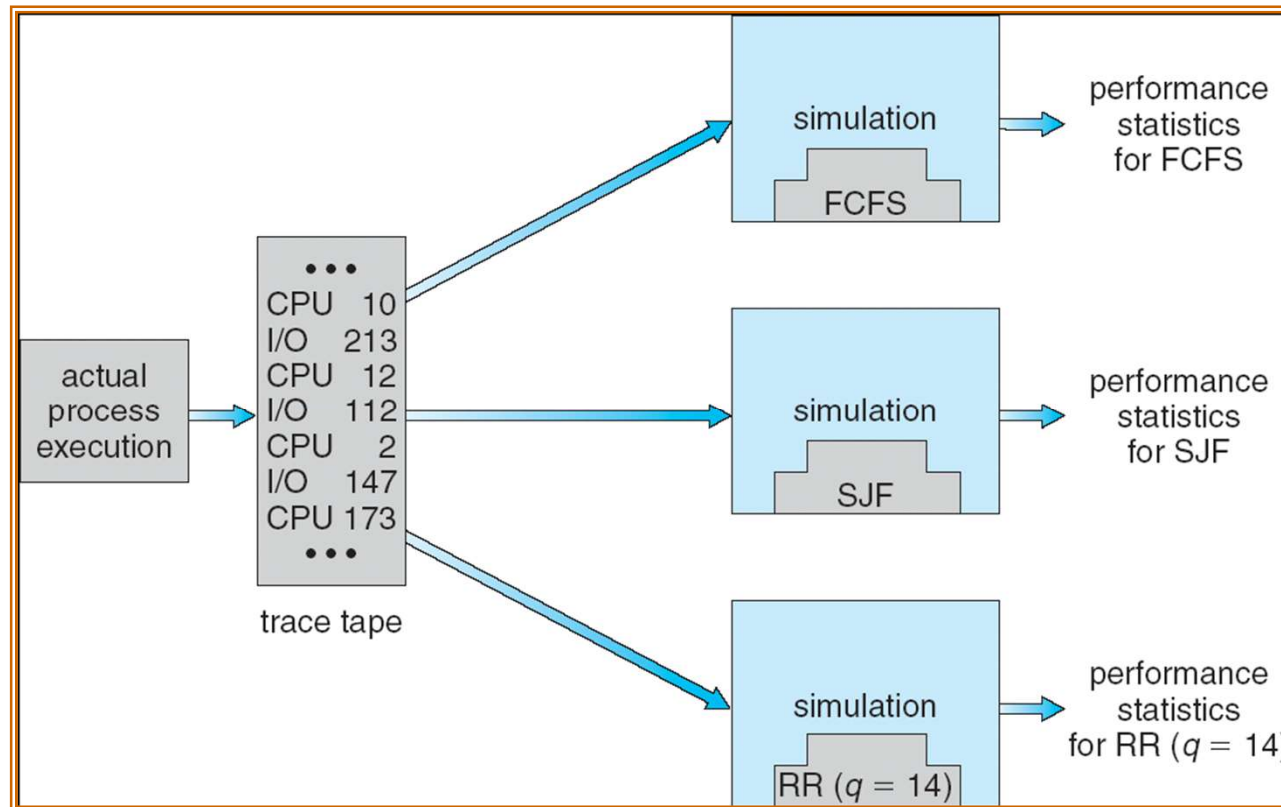 actual
process
execution
• • •
CPU 10
I/O 213
CPU 12
I/O 112
CPU 2
I/O 147
CPU 173
• • •
trace tape
simulation
FCFS
performance
statistics
for FCFS
simulation
SJF
performance
statistics
for SJF
simulation
RR (q = 14)
performance
statistics
for RR (q = 14)